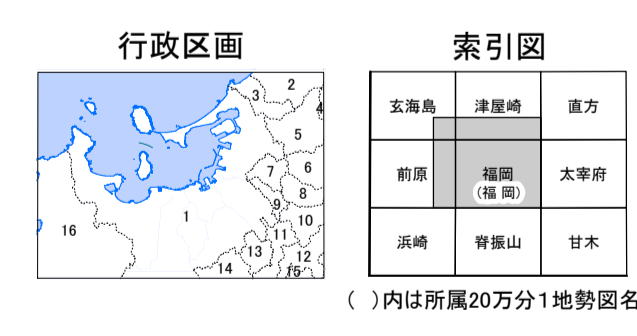 行政区画
2
3
4
5
7
6
8
9
1
10
16
11
13
12
14
15
索引図
玄海島 津屋崎 直方
前原 福岡 太宰府
(福 岡)
浜崎 脊振山 甘木
( )内は所属20万分1地勢図名